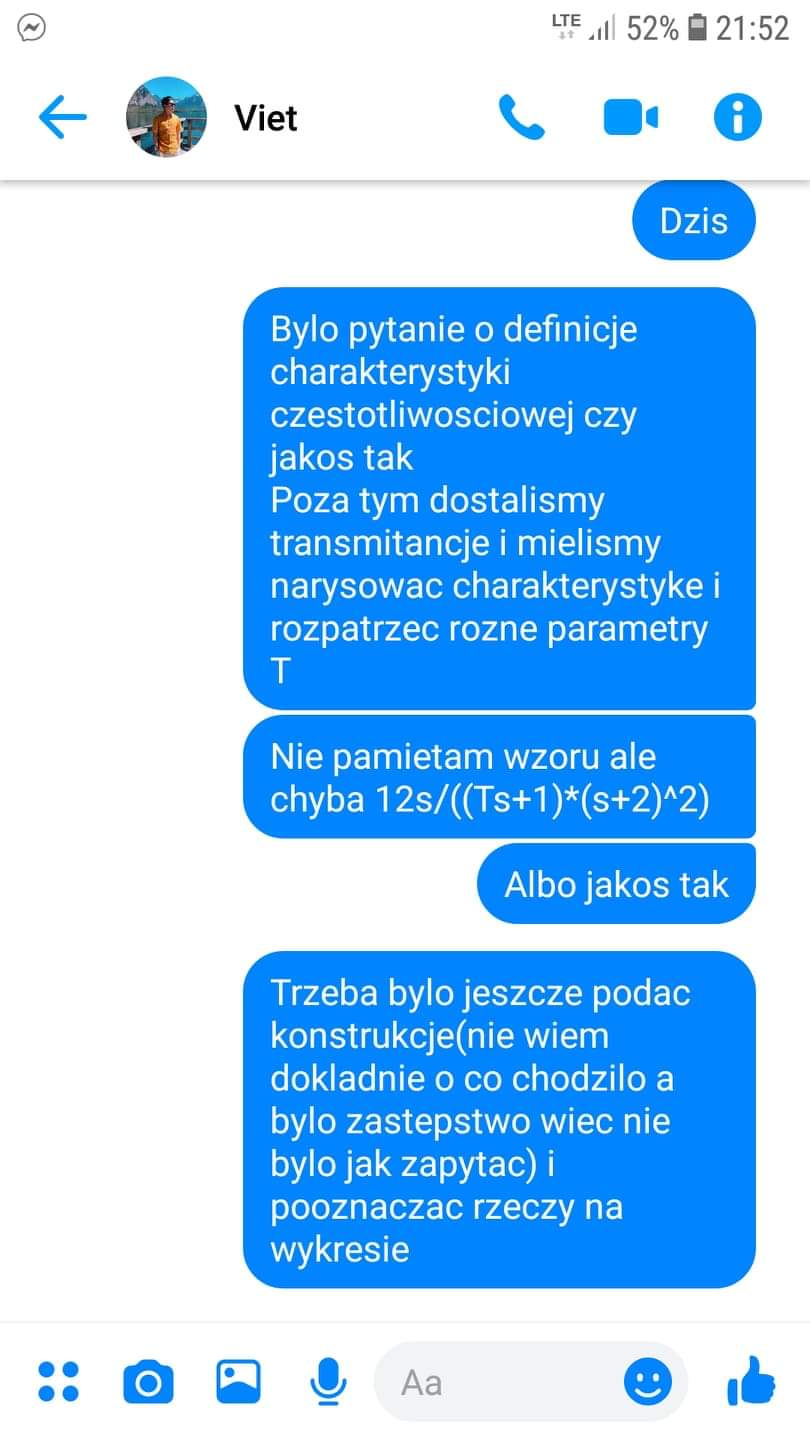 LTE 52% 21:52
Viet
Dzis
Bylo pytanie o definicje
charakterystyki
czestotliwosciowej czy
jakos tak
Poza tym dostalismy
transmitancje i mielismy
narysowac charakterystyke i
rozpatrzec rozne parametry
T
Nie pamietam wzoru ale
chyba 12s/((Ts+1)*(s+2)^2)
Albo jakos tak
Trzeba bylo jeszcze podac
konstrukcje(nie wiem
dokladnie o co chodzilo a
bylo zastepstwo wiec nie
bylo jak zapytac) i
pooznaczac rzeczy na
wykresie
Aa